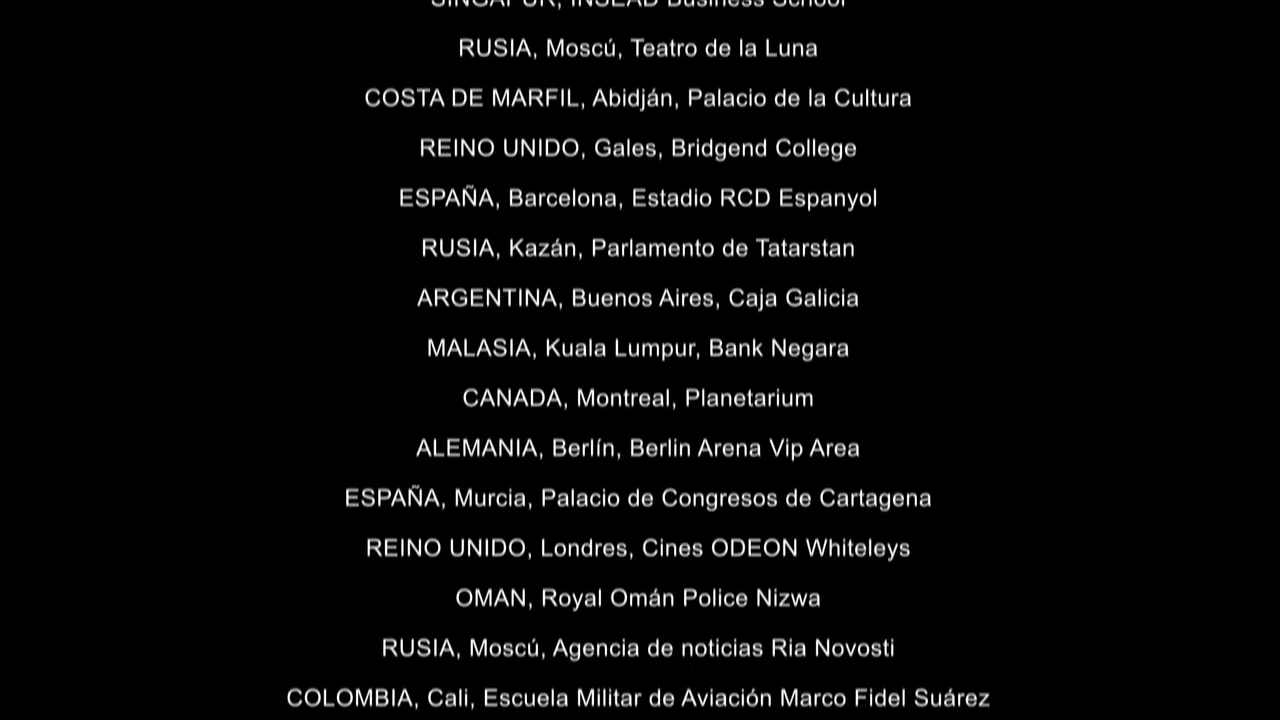 SINGAPUR, INSEAD Business School
RUSIA, Moscú, Teatro de la Luna
COSTA DE MARFIL, Abidján, Palacio de la Cultura
REINO UNIDO, Gales, Bridgend College
ESPAÑA, Barcelona, Estadio RCD Espanyol
RUSIA, Kazán, Parlamento de Tatarstan
ARGENTINA, Buenos Aires, Caja Galicia
MALASIA, Kuala Lumpur, Bank Negara
CANADA, Montreal, Planetarium
ALEMANIA, Berlín, Berlin Arena Vip Area
ESPAÑA, Murcia, Palacio de Congresos de Cartagena
REINO UNIDO, Londres, Cines ODEON Whiteleys
OMAN, Royal Omán Police Nizwa
RUSIA, Moscú, Agencia de noticias Ria Novosti
COLOMBIA, Cali, Escuela Militar de Aviación Marco Fidel Suárez